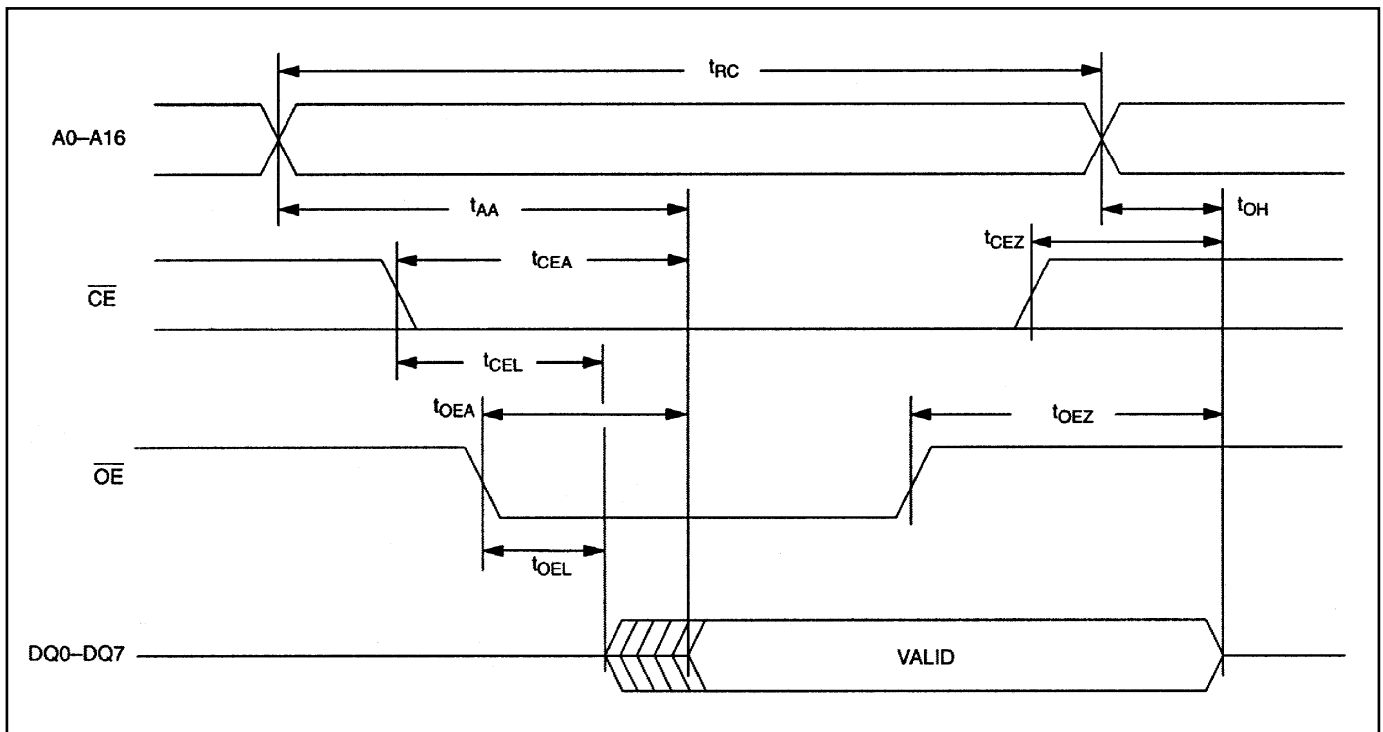 tRC
A0–A16
tAA
tOH
tCEZ
tCEA
CE
tCEL
tOEA
tOEZ
OE
tOEL
DQ0–DQ7
VALID